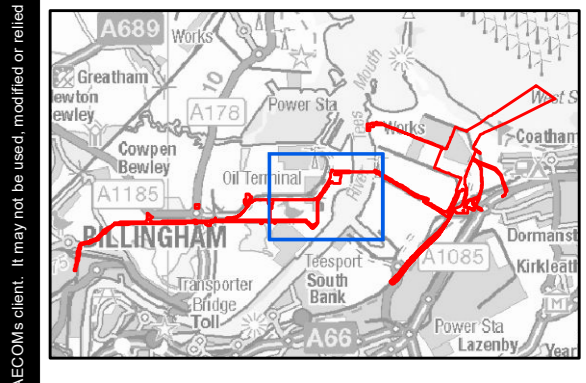 AECOMs client. It may not be used, modified or relied
A689
Works
Greatham
ewton
ewley
10
A178
Power Sta
Mouth
Tees
River
Works
West S
Coatham
Cowpen
Bewley
Oil Terminal
A1185
BILLINGHAM
Dormanst
Kirkleath
A1085
Teesport
South
Bank
Transporter
Bridge
Toll
A66
Power Sta
Lazenby
Year